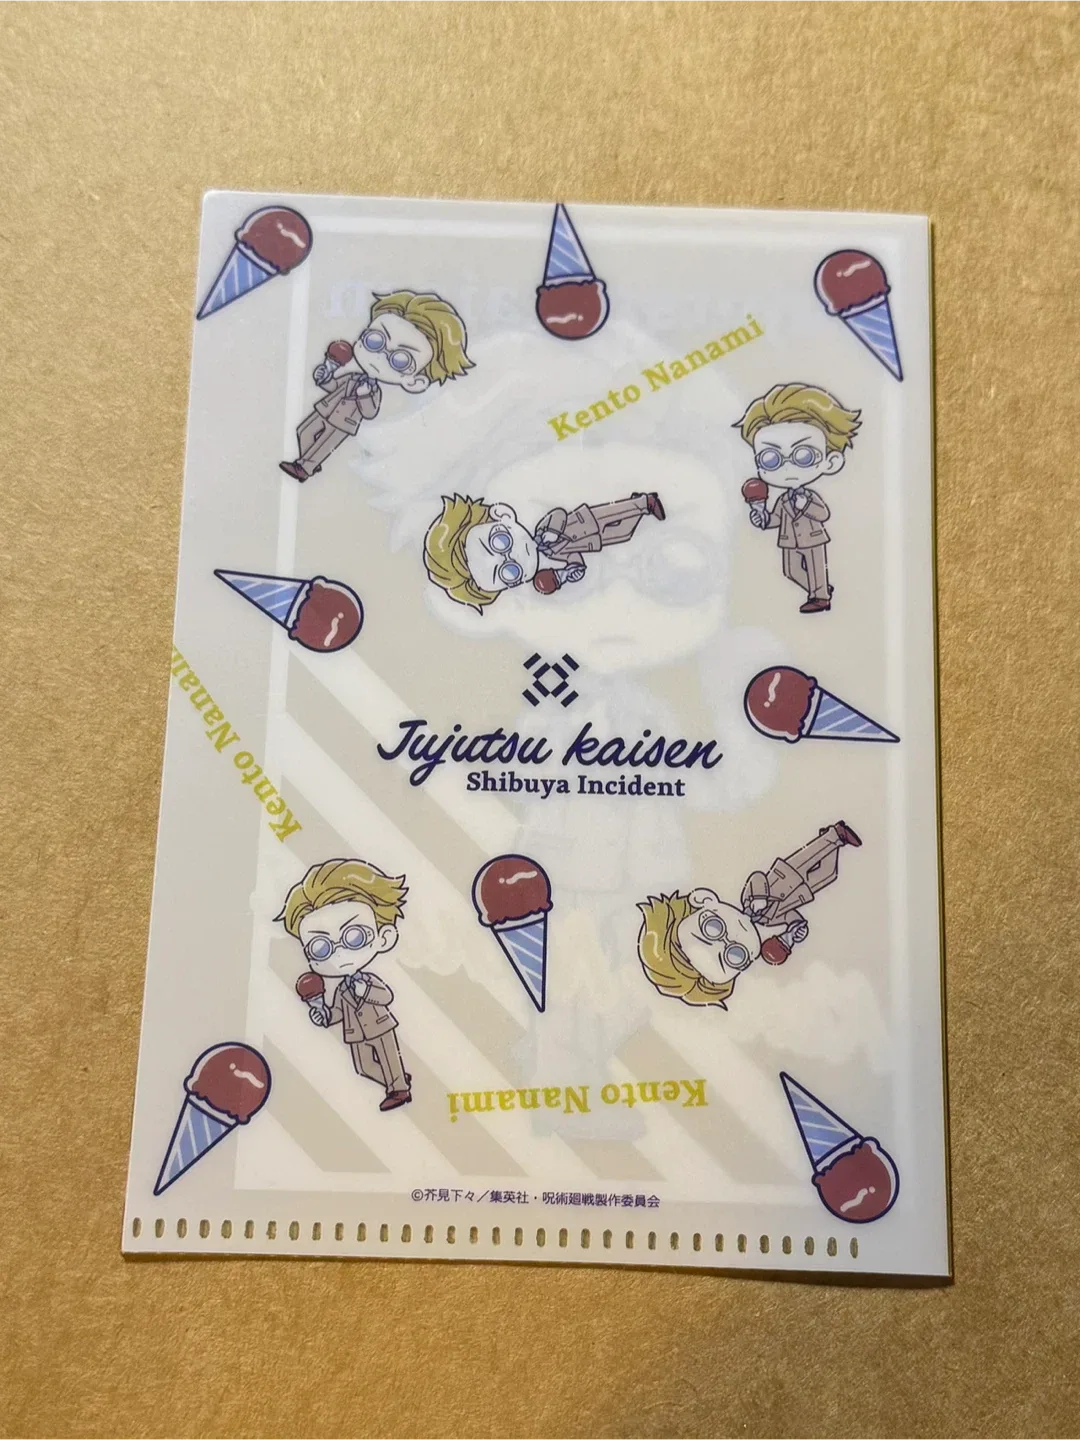 Kento Nanami
Kento Nanami
Jujutsu kaisen
Shibuya Incident
Kento Nanami
©芥見下々／集英社・呪術廻戦製作委員会